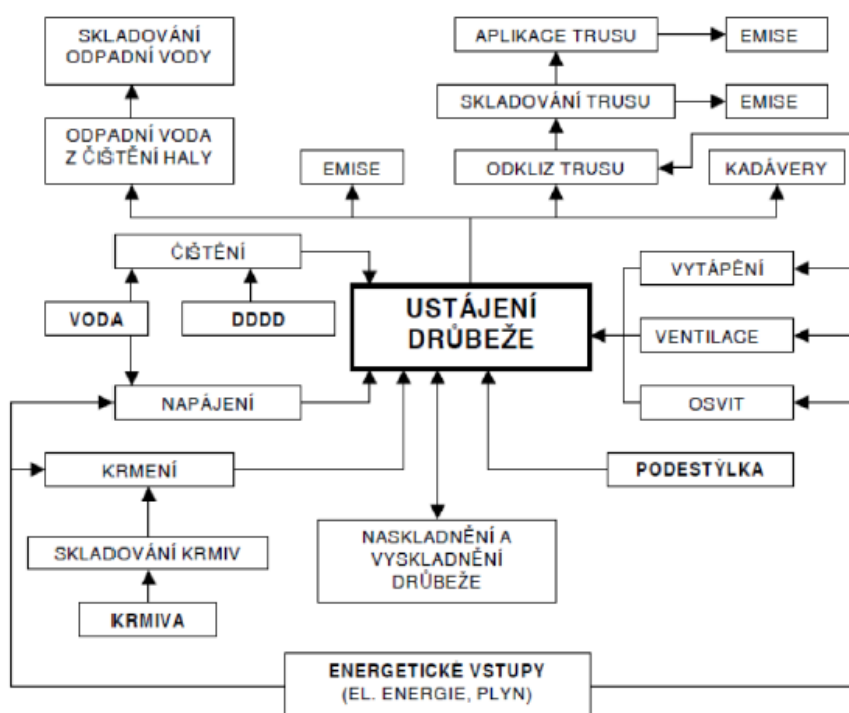 SKLADOVÁNÍ
ODPADNÍ VODY
APLIKACE TRUSU
EMISE
SKLADOVÁNÍ TRUSU
EMISE
ODPADNÍ VODA
Z ČIŠTĚNÍ HALY
EMISE
ODKLIZ TRUSU
KADÁVERY
ČIŠTĚNÍ
VODA
DDDD
USTÁJENÍ
DRŮBEŽE
VYTÁPĚNÍ
VENTILACE
OSVIT
NAPÁJENÍ
KRMENÍ
PODESTÝLKA
SKLADOVÁNÍ KRMIV
KRMIVA
NASKLADNĚNÍ A
VYSKLADNĚNÍ
DRŮBEŽE
ENERGETICKÉ VSTUPY
(EL. ENERGIE, PLYN)